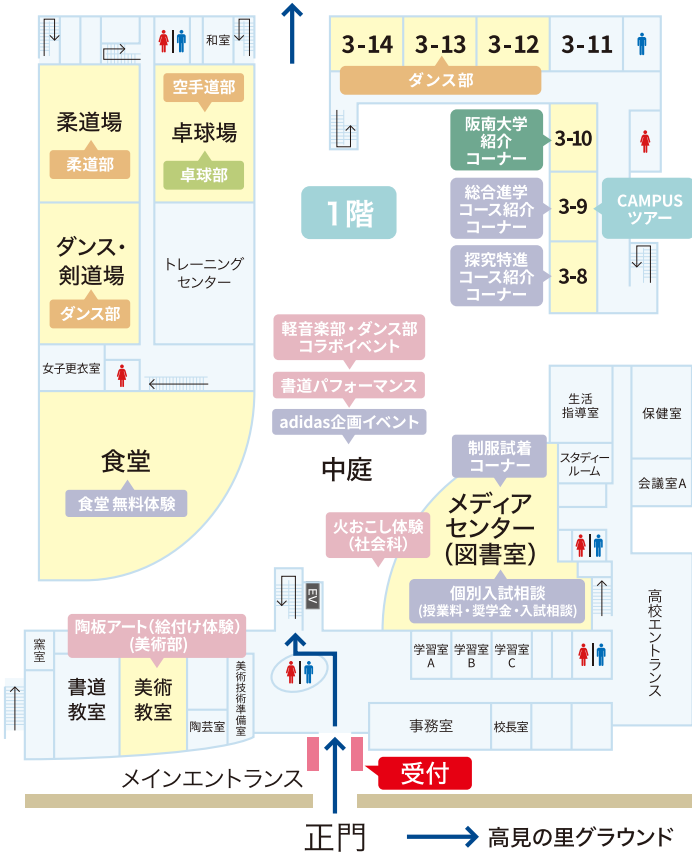 和室
空手道部
柔道場
柔道部
卓球場
卓球部
ダンス・
剣道場
ダンス部
トレーニング
センター
女子更衣室
食堂
食堂 無料体験
3-14
3-13
3-12
3-11
ダンス部
阪南大学
紹介
コーナー
3-10
1階
総合進学
コース紹介
コーナー
3-9
CAMPUS
ツアー
探究特進
コース紹介
コーナー
3-8
軽音楽部・ダンス部
コラボイベント
書道パフォーマンス
adidas企画イベント
中庭
制服試着
コーナー
メディア
センター
(図書室)
火おこし体験
(社会科)
個別入試相談
(授業料・奨学金・入試相談)
生活
指導室
保健室
スタディー
ルーム
会議室A
高校エントランス
EV
陶板アート(絵付け体験)
(美術部)
窯室
書道
教室
美術
教室
陶芸室
美術技術準備室
学習室
A
学習室
B
学習室
C
事務室
校長室
メインエントランス
受付
正門
高見の里グラウンド